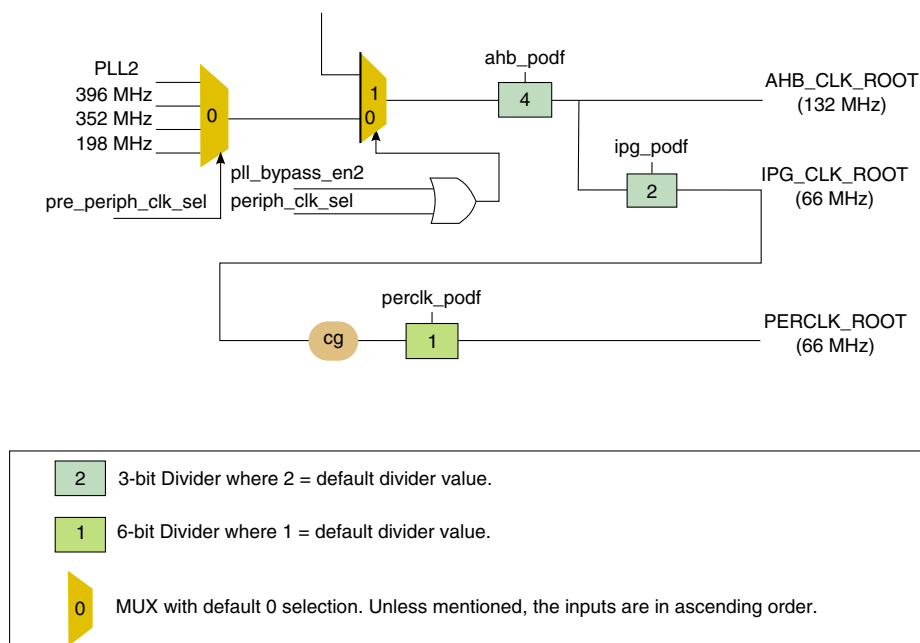 PLL2
396 MHz
352 MHz
198 MHz
0
pre_periph_clk_sel
1
0
pll_bypass_en2
periph_clk_sel
ahb_podf
4
AHB_CLK_ROOT
(132 MHz)
ipg_podf
2
IPG_CLK_ROOT
(66 MHz)
cg
perclk_podf
1
PERCLK_ROOT
(66 MHz)
2 3-bit Divider where 2 = default divider value.
1 6-bit Divider where 1 = default divider value.
0 MUX with default 0 selection. Unless mentioned, the inputs are in ascending order.